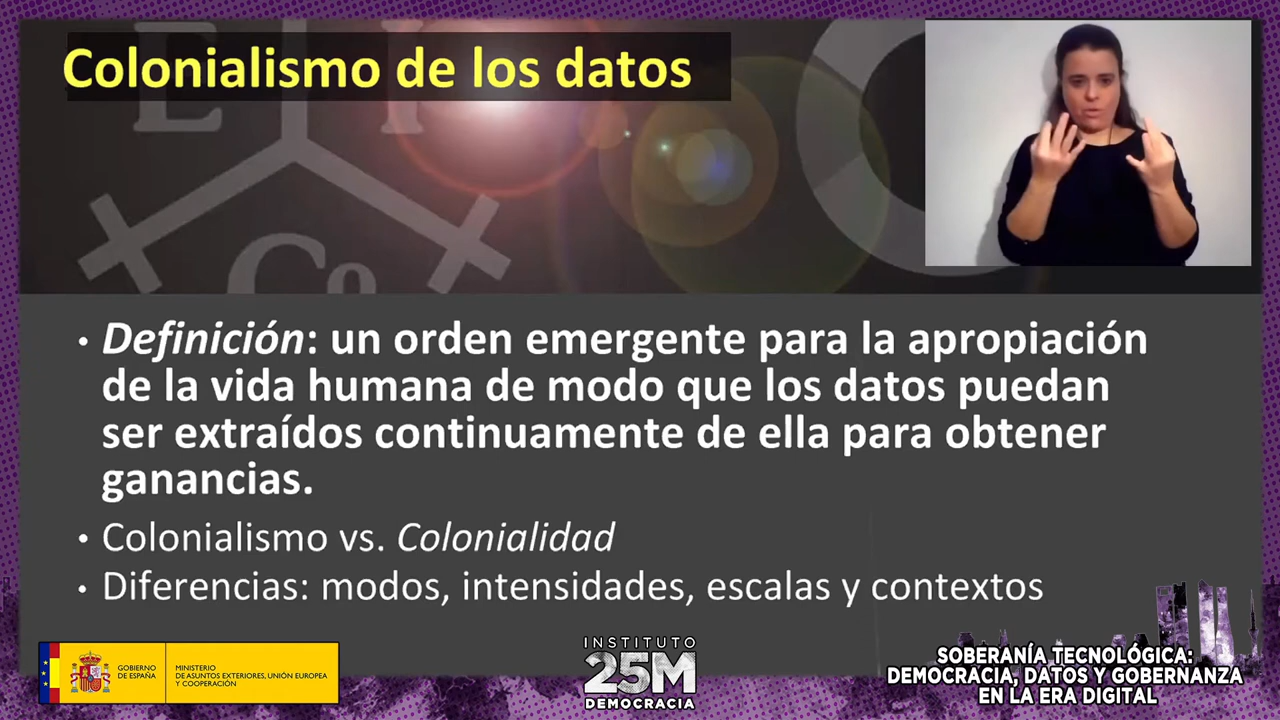 Colonialismo de los datos
E I
Co
• Definición: un orden emergente para la apropiación
de la vida humana de modo que los datos puedan
ser extraídos continuamente de ella para obtener
ganancias.
• Colonialismo vs. Colonialidad
• Diferencias: modos, intensidades, escalas y contextos
GOBIERNO
DE ESPAÑA
MINISTERIO
DE ASUNTOS EXTERIORES, UNIÓN EUROPEA
Y COOPERACIÓN
INSTITUTO
25M
DEMOCRACIA
SOBERANÍA TECNOLÓGICA:
DEMOCRACIA, DATOS Y GOBERNANZA
EN LA ERA DIGITAL